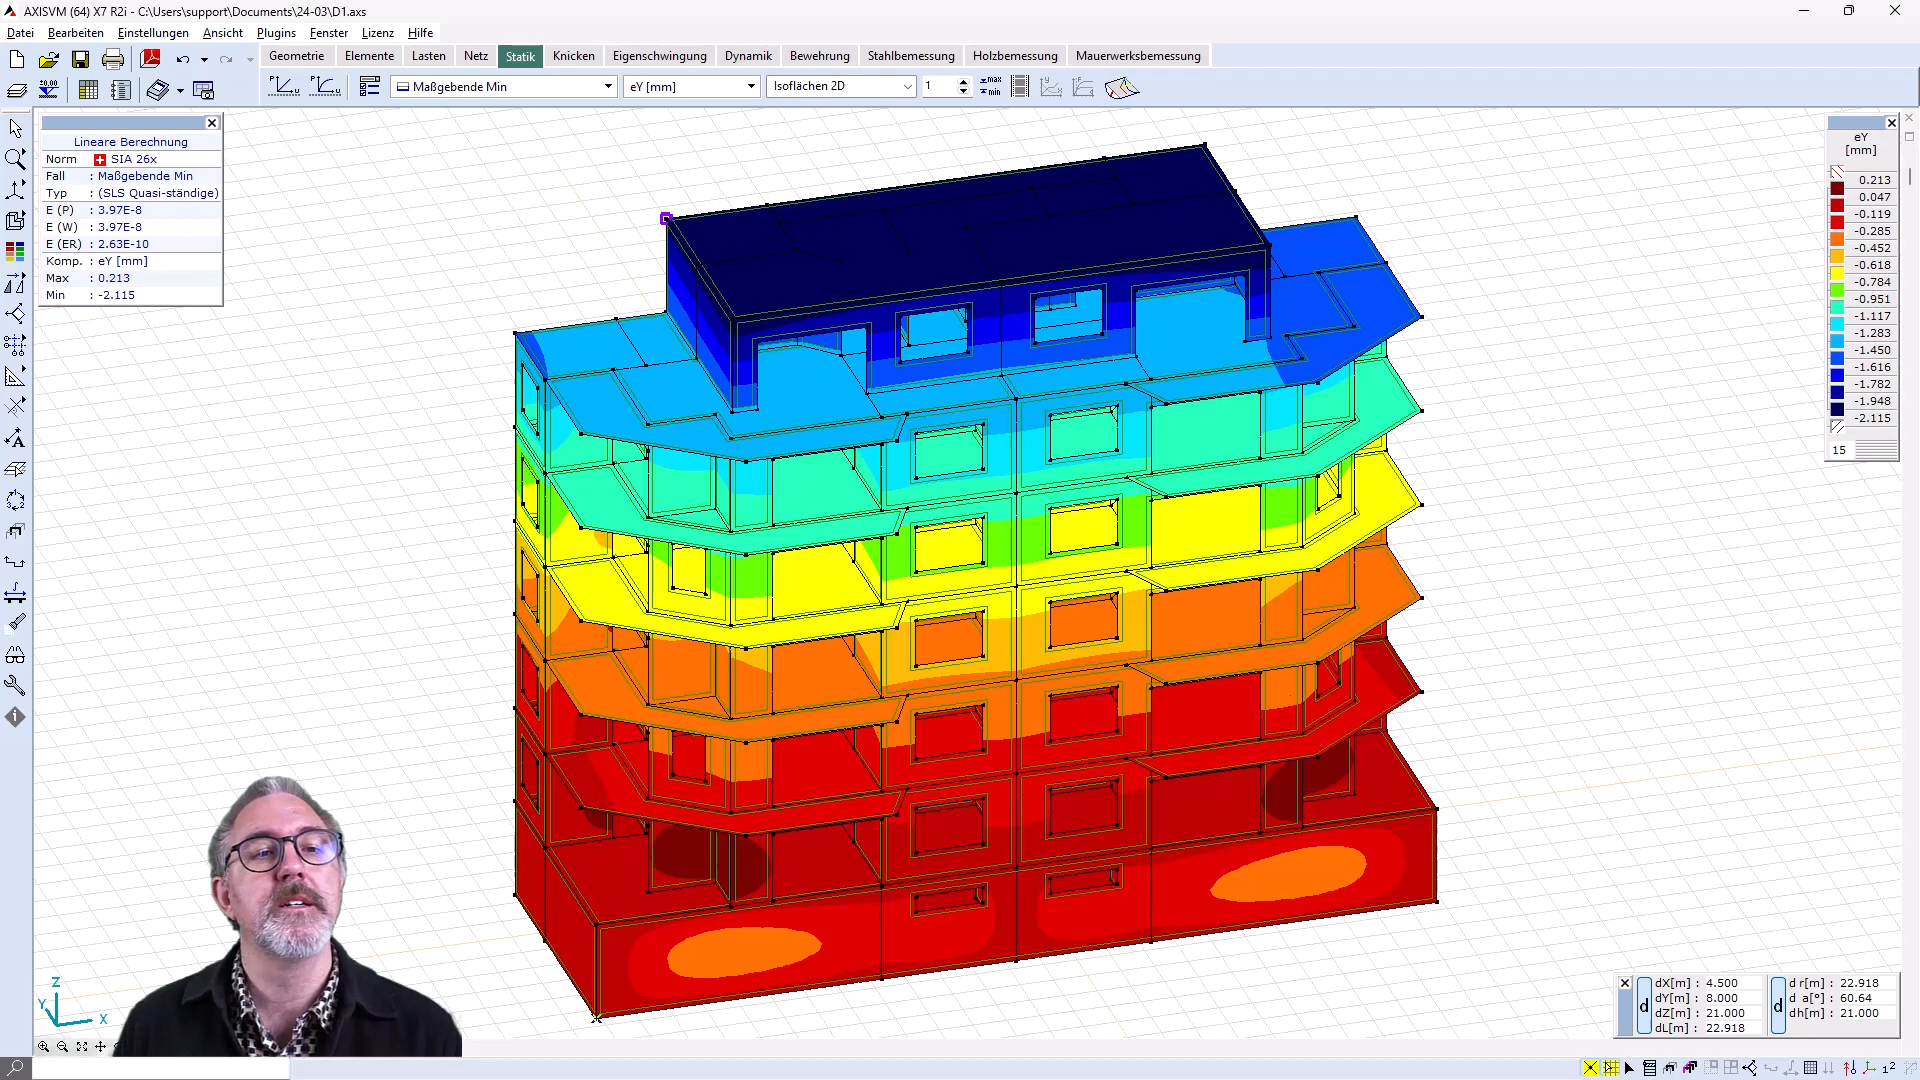 AXISVM (64) X7 R2i - C:\Users\support\Documents\24-03\D1.axs
Datei Bearbeiten Einstellungen Ansicht Plugins Fenster Lizenz Hilfe
Geometrie Elemente Lasten Netz Statik Knicken Eigenschwingung Dynamik Bewehrung Stahlbemessung Holzbemessung Mauerwerksbemessung
Maßgebende Min eY [mm] Isoflächen 2D 1 max min
Lineare Berechnung
Norm SIA 26x
Fall : Maßgebende Min
Typ : (SLS Quasi-ständige)
E (P) : 3.97E-8
E (W) : 3.97E-8
E (ER) : 2.63E-10
Komp. : eY [mm]
Max : 0.213
Min : -2.115
eY
[mm]
0.213
0.047
-0.119
-0.285
-0.452
-0.618
-0.784
-0.951
-1.117
-1.283
-1.450
-1.616
-1.782
-1.948
-2.115
15
Z
Y
X
dX[m] : 4.500
dY[m] : 8.000
dZ[m] : 21.000
dL[m] : 22.918
d
d r[m] : 22.918
d a[°] : 60.64
dh[m] : 21.000
d